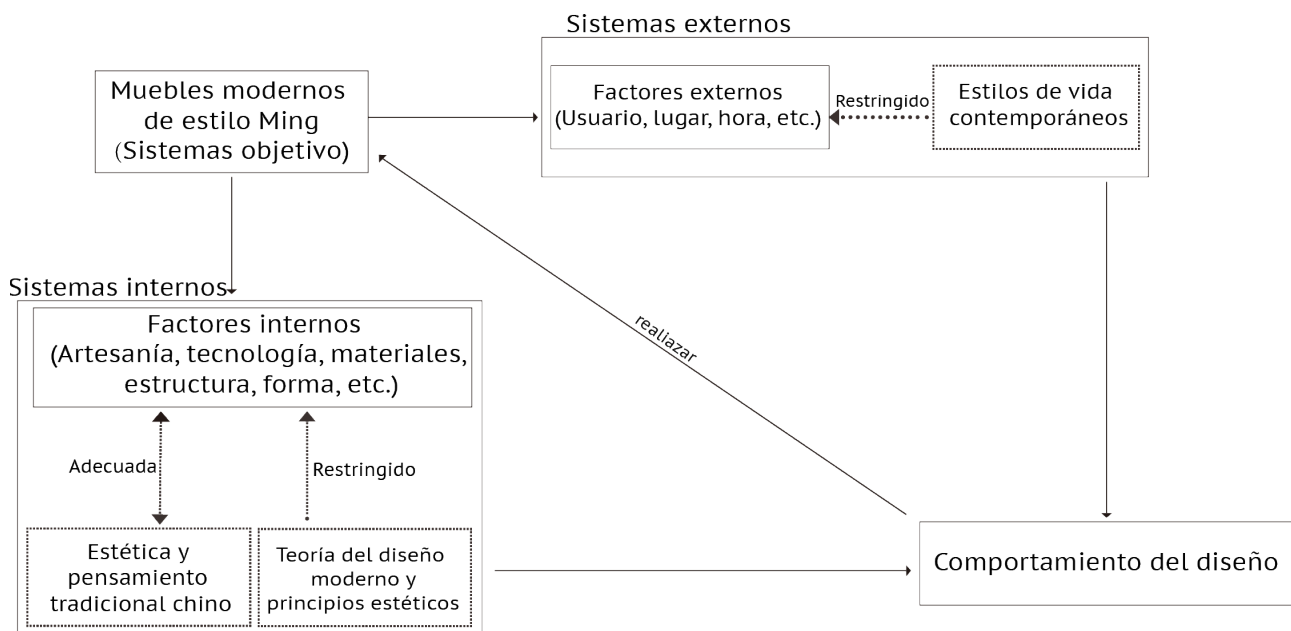 Sistemas externos
Muebles modernos
de estilo Ming
(Sistemas objetivo)
Factores externos
(Usuario, lugar, hora, etc.)
Restringido
Estilos de vida
contemporáneos
Sistemas internos
Factores internos
(Artesanía, tecnología, materiales,
estructura, forma, etc.)
realiazar
Adecuada
Restringido
Estética y
pensamiento
tradicional chino
Teoría del diseño
moderno y
principios estéticos
Comportamiento del diseño